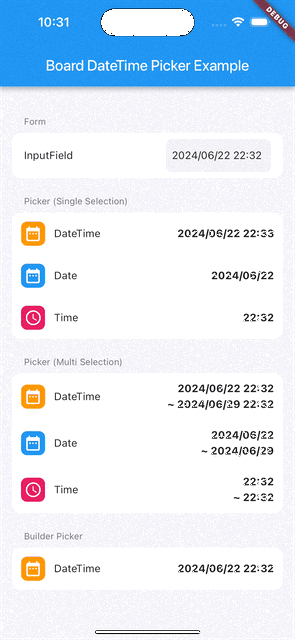 10:31
DEBUG
Board DateTime Picker Example
Form
InputField 2024/06/22 22:32
Picker (Single Selection)
DateTime 2024/06/22 22:33
Date 2024/06/22
Time 22:32
Picker (Multi Selection)
DateTime 2024/06/22 22:32
~ 2024/06/29 22:32
Date 2024/06/22
~ 2024/06/29
Time 22:32
~ 22:32
Builder Picker
DateTime 2024/06/22 22:32